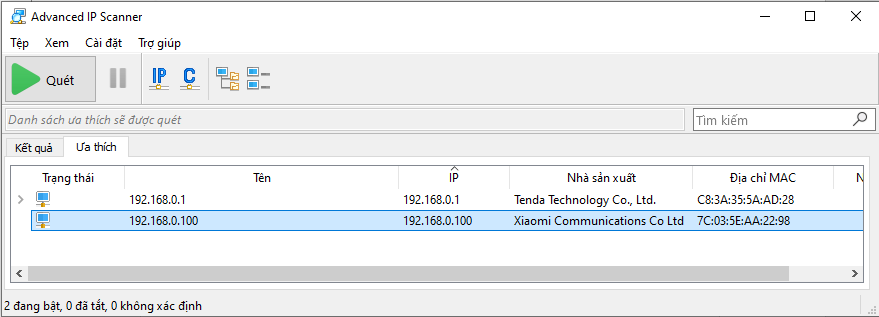 Advanced IP Scanner
Tệp Xem Cài đặt Trợ giúp
Quét IP C
Danh sách ưa thích sẽ được quét Tìm kiếm
Kết quả Ưa thích
Trạng thái Tên IP Nhà sản xuất Địa chỉ MAC N
192.168.0.1 192.168.0.1 Tenda Technology Co., Ltd. C8:3A:35:5A:AD:28
192.168.0.100 192.168.0.100 Xiaomi Communications Co Ltd 7C:03:5E:AA:22:98
2 đang bật, 0 đã tắt, 0 không xác định